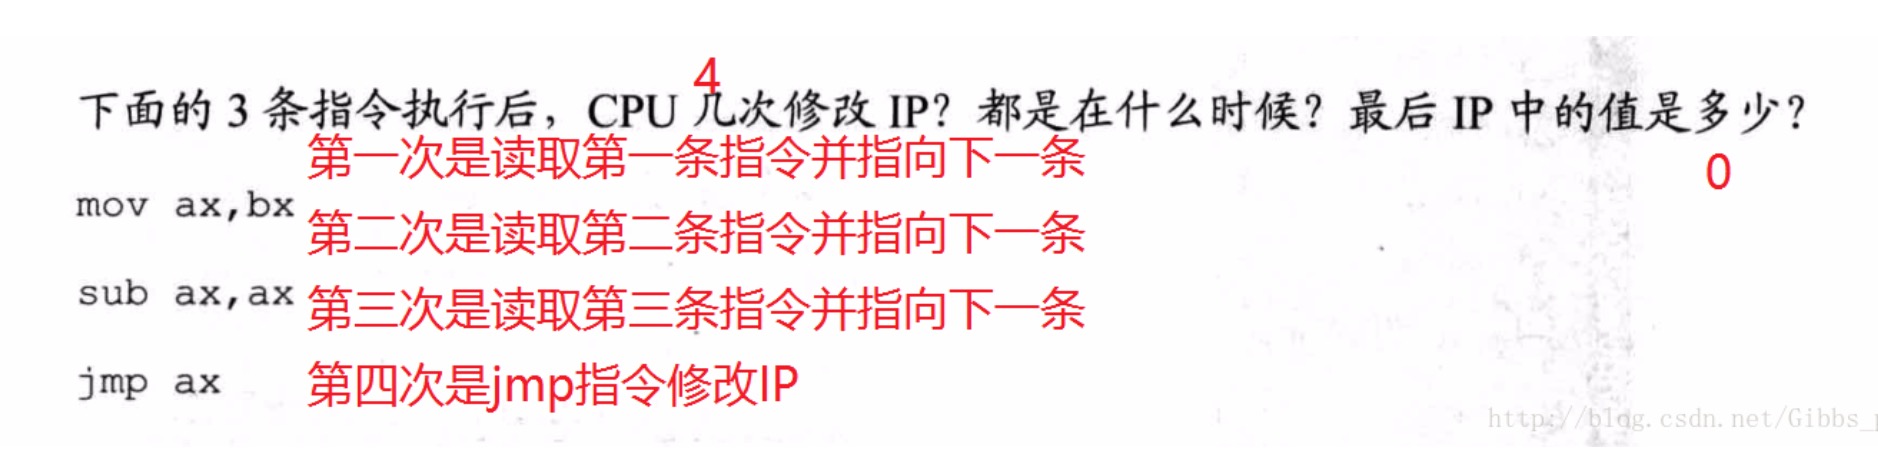 4
下面的 3 条指令执行后，CPU 几次修改 IP？都是在什么时候？最后 IP 中的值是多少？
0
第一次是读取第一条指令并指向下一条
mov ax,bx
第二次是读取第二条指令并指向下一条
sub ax,ax
第三次是读取第三条指令并指向下一条
jmp ax
第四次是jmp指令修改IP
http://blog.csdn.net/Gibbs_